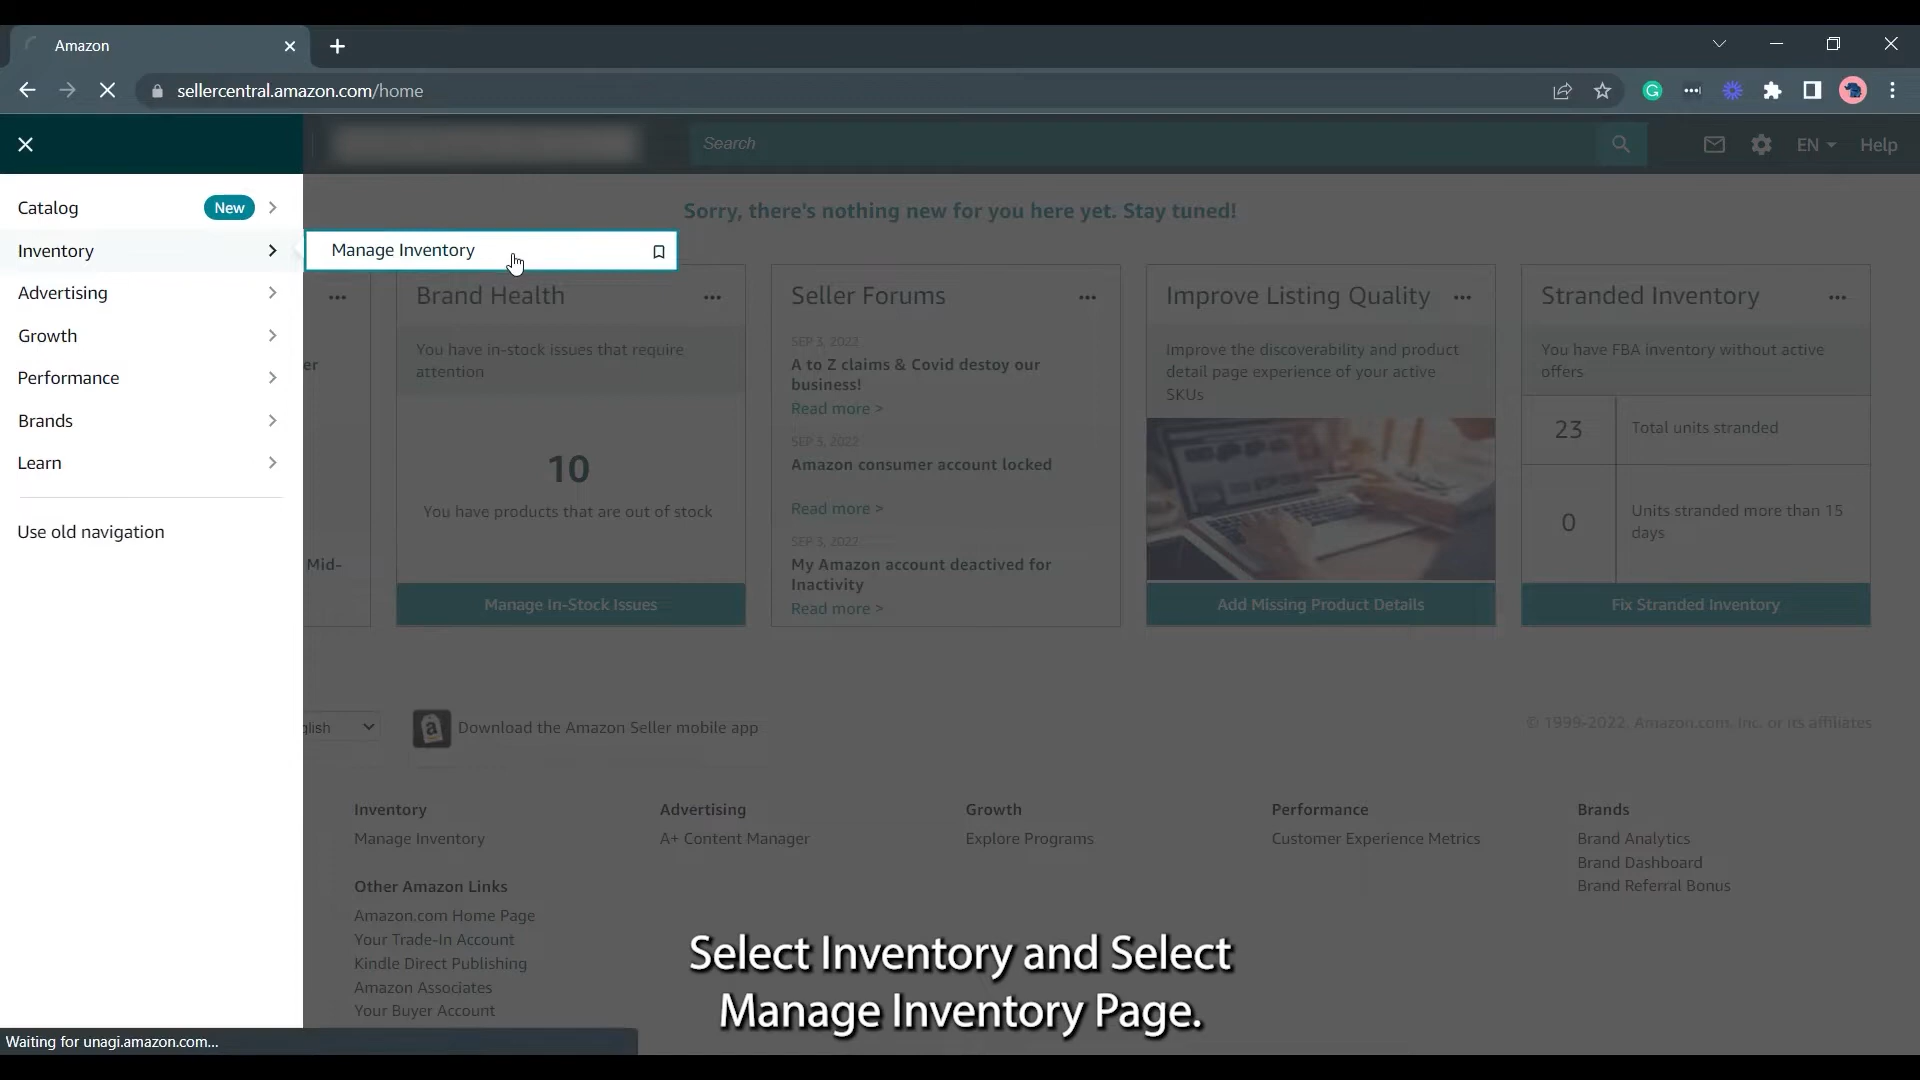 Amazon
sellercentral.amazon.com/home
Search
EN
Help
Catalog
New
Inventory
Manage Inventory
Advertising
Growth
Performance
Brands
Learn
Use old navigation
Sorry, there's nothing new for you here yet. Stay tuned!
er
Mid-
Brand Health
You have in-stock issues that require
attention
10
You have products that are out of stock
Manage In-Stock Issues
Seller Forums
SEP 3, 2022
A to Z claims & Covid destoy our
business!
Read more >
SEP 3, 2022
Amazon consumer account locked
Read more >
SEP 3, 2022
My Amazon account deactived for
Inactivity
Read more >
Improve Listing Quality
Improve the discoverability and product
detail page experience of your active
SKUs
Add Missing Product Details
Stranded Inventory
You have FBA inventory without active
offers
23
Total units stranded
0
Units stranded more than 15
days
Fix Stranded Inventory
glish
Download the Amazon Seller mobile app
© 1999-2022, Amazon.com, Inc. or its affiliates
Inventory
Manage Inventory
Other Amazon Links
Amazon.com Home Page
Your Trade-In Account
Kindle Direct Publishing
Amazon Associates
Your Buyer Account
Advertising
A+ Content Manager
Growth
Explore Programs
Performance
Customer Experience Metrics
Brands
Brand Analytics
Brand Dashboard
Brand Referral Bonus
Select Inventory and Select
Manage Inventory Page.
Waiting for unagi.amazon.com...